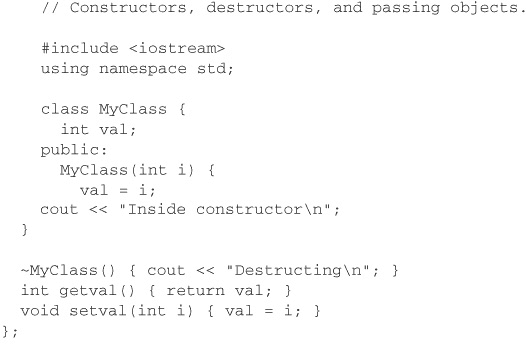 // Constructors, destructors, and passing objects.
#include <iostream>
using namespace std;
class MyClass {
int val;
public:
MyClass(int i) {
val = i;
cout << "Inside constructor\n";
}
~MyClass() { cout << "Destructing\n"; }
int getval() { return val; }
void setval(int i) { val = i; }
};